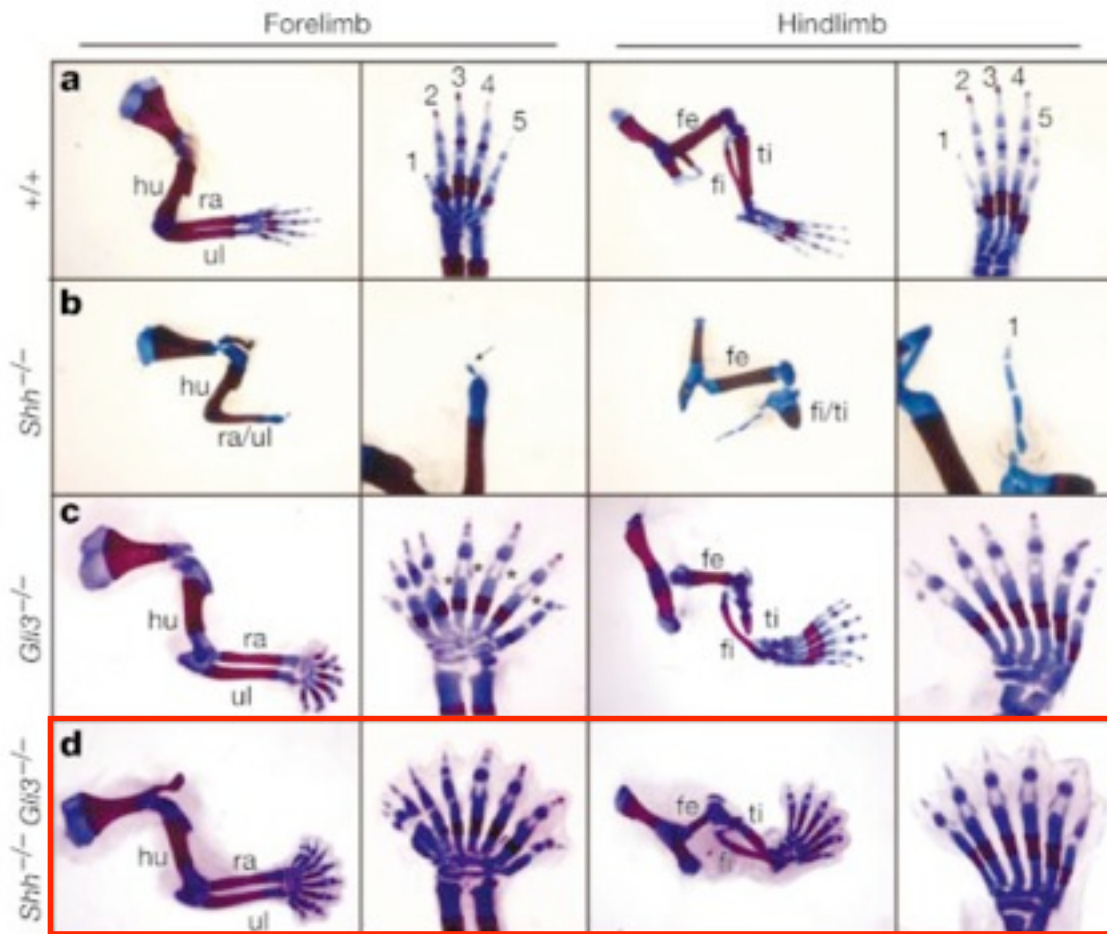 Forelimb Hindlimb
+/+
a
hu
ra
ul
1 2 3 4 5
fe
ti
fi
1 2 3 4 5
Shh−/−
b
hu
ra/ul
*
fe
fi/ti
1
Gli3−/−
c
hu
ra
ul
* * * *
fe
ti
fi
Shh−/− Gli3−/−
d
hu
ra
ul
fe
ti
fi